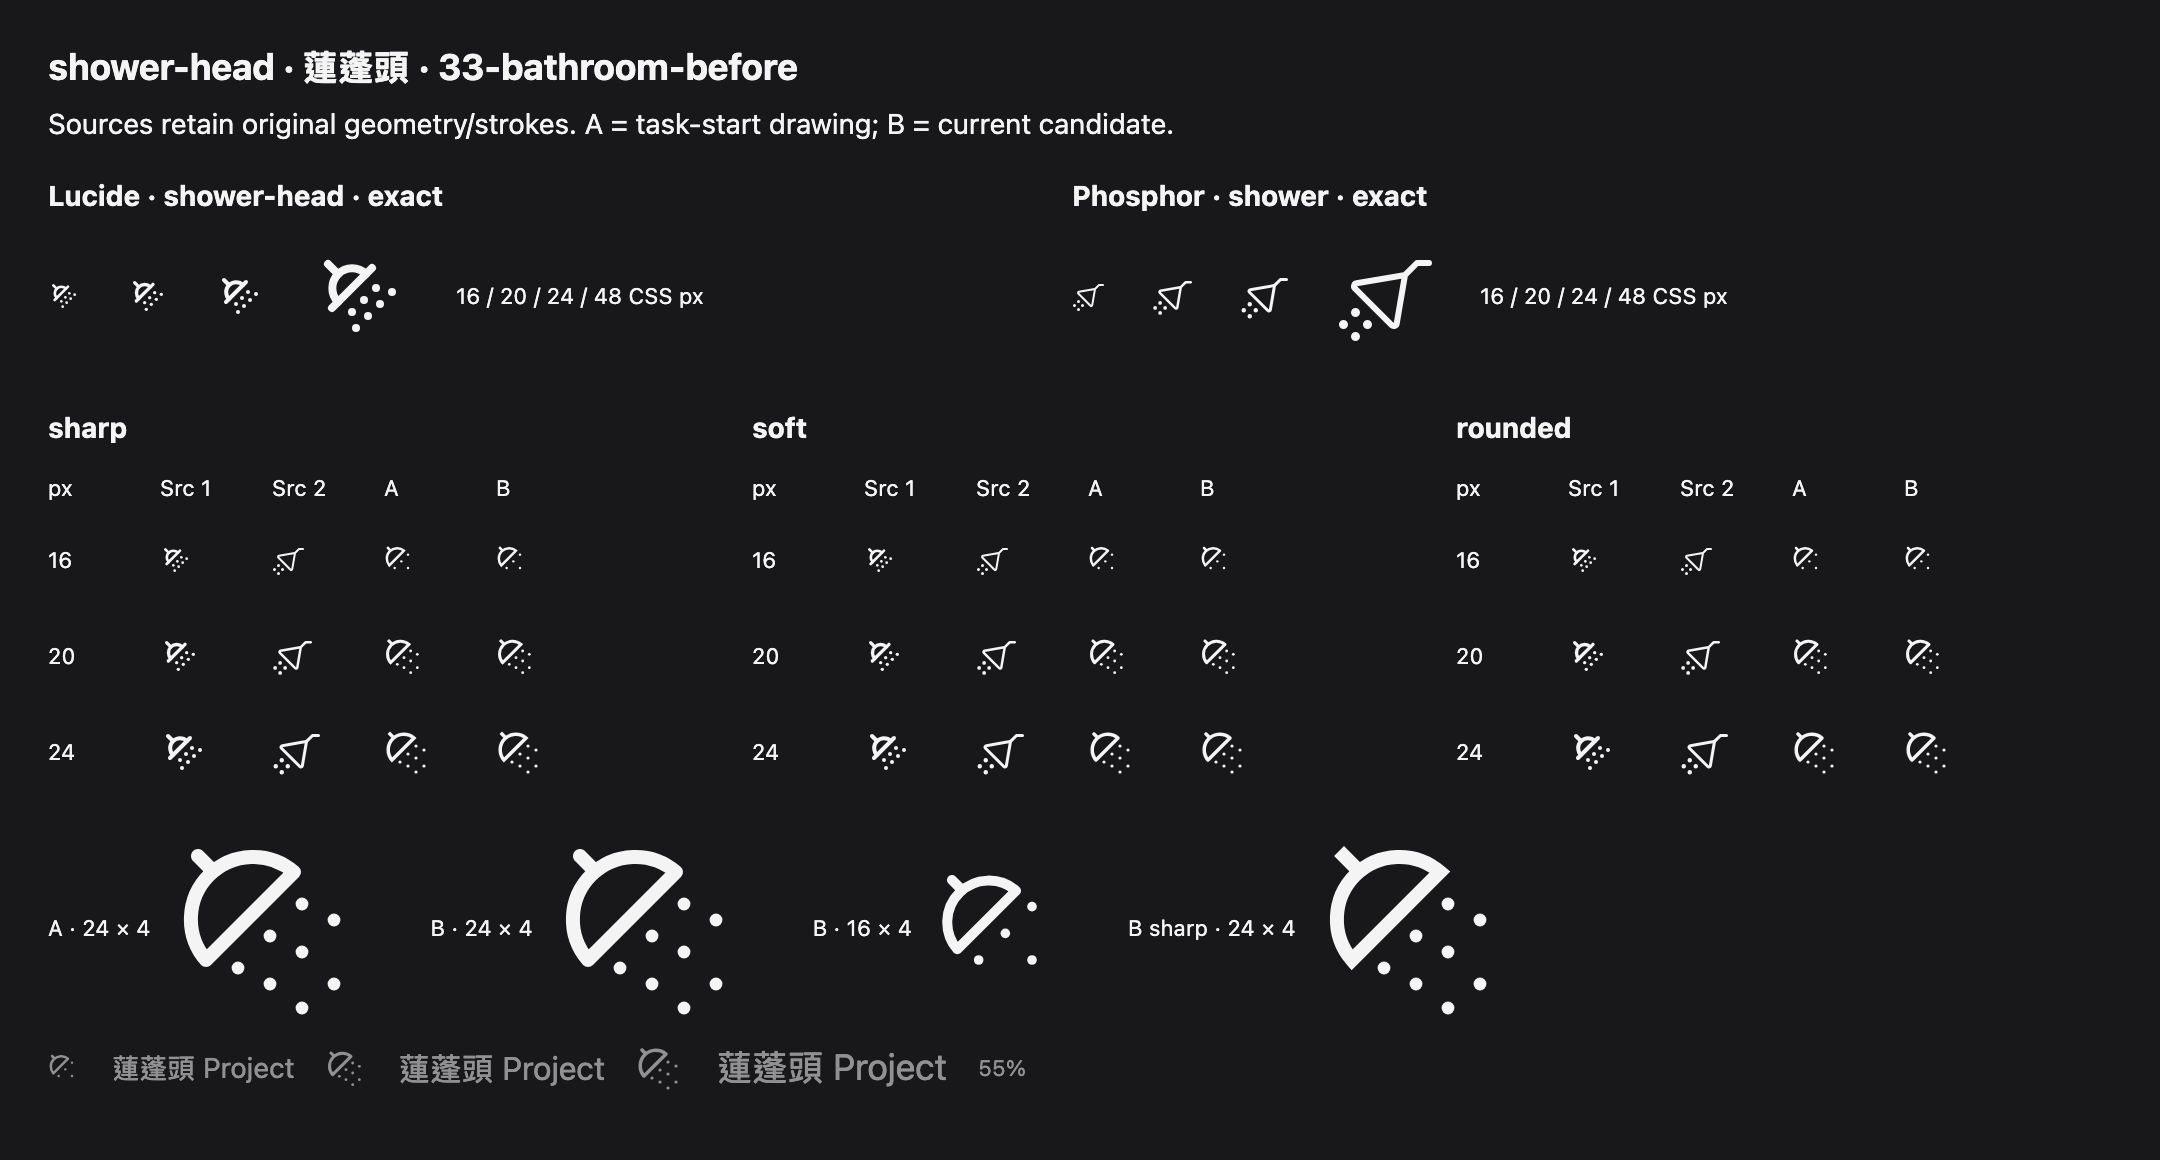 shower-head · 蓮蓬頭 · 33-bathroom-before
Sources retain original geometry/strokes. A = task-start drawing; B = current candidate.
Lucide · shower-head · exact
16 / 20 / 24 / 48 CSS px
Phosphor · shower · exact
16 / 20 / 24 / 48 CSS px
sharp
px Src 1 Src 2 A B
16
20
24
soft
px Src 1 Src 2 A B
16
20
24
rounded
px Src 1 Src 2 A B
16
20
24
A · 24 × 4
B · 24 × 4
B · 16 × 4
B sharp · 24 × 4
蓮蓬頭 Project 蓮蓬頭 Project 蓮蓬頭 Project 55%